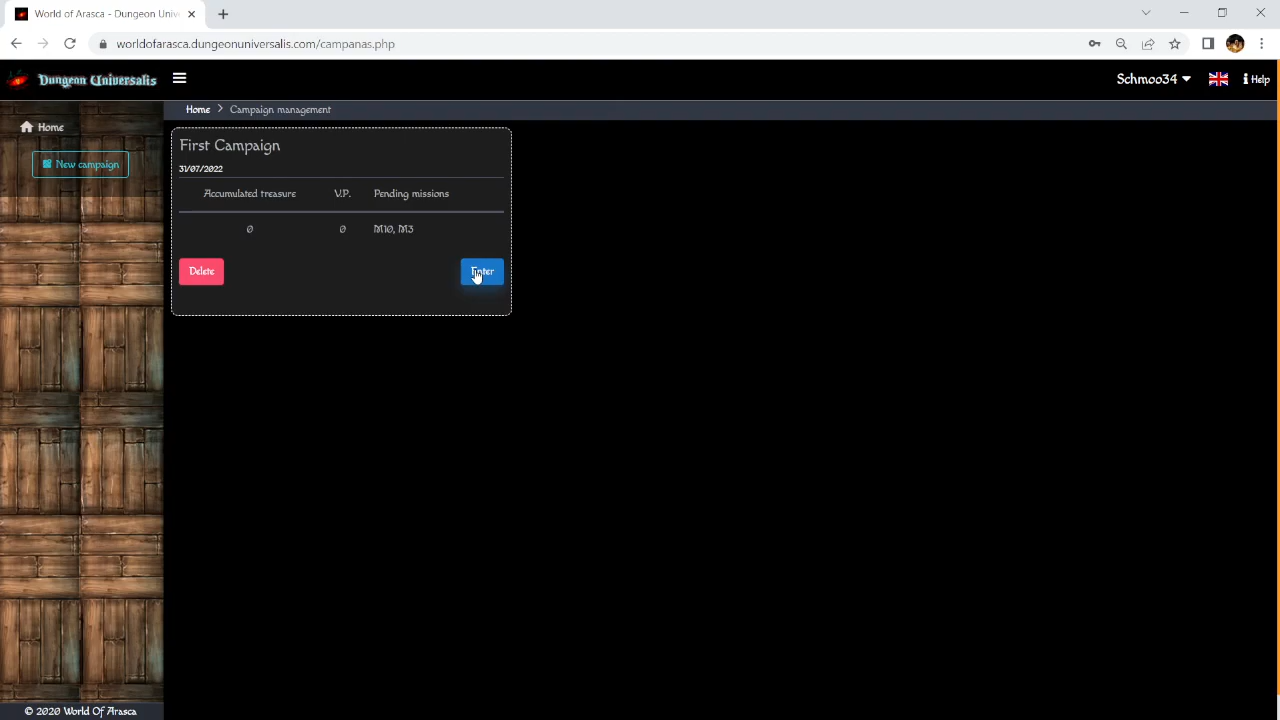 World of Arasca - Dungeon Univ
worldofarasca.dungeonuniversalis.com/campanas.php
Dungeon Universalis
Schmoo34
Help
Home > Campaign management
Home
New campaign
First Campaign
31/07/2022
Accumulated treasure V.P. Pending missions
0 0 M10, M3
Delete
Enter
© 2020 World Of Arasca